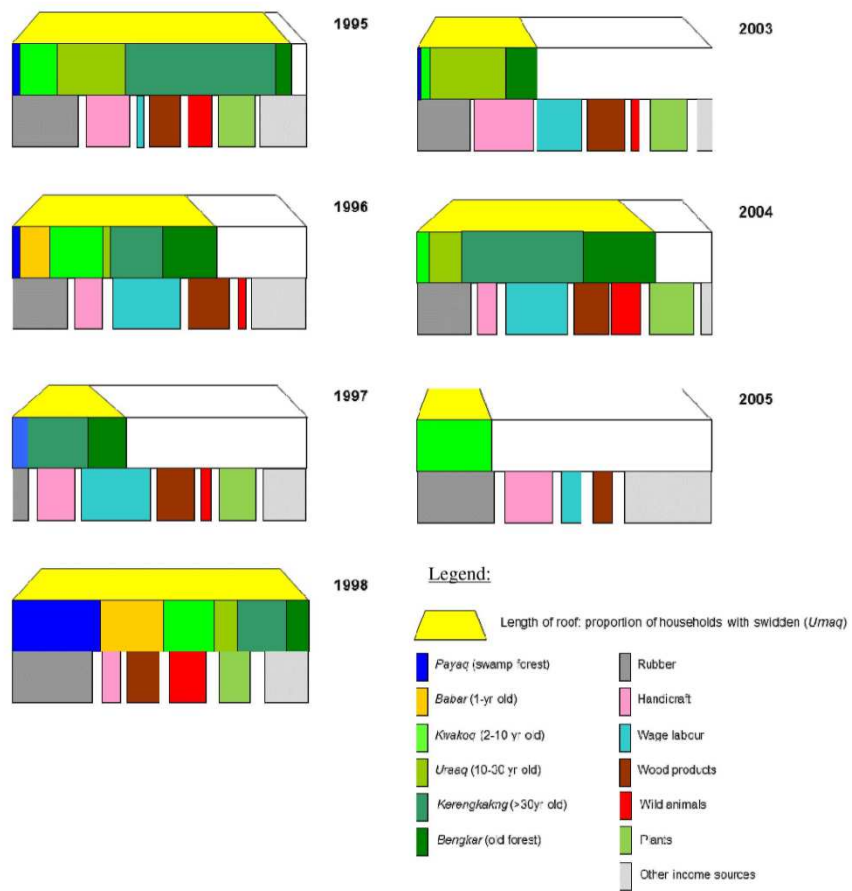 1995
2003
1996
2004
1997
2005
1998
Legend:
Length of roof: proportion of households with swidden (Umaq)
Payaq (swamp forest)
Babar (1-yr old)
Kwakoq (2-10 yr old)
Uraaq (10-30 yr old)
Karengkakng (>30yr old)
Bengkar (old forest)
Rubber
Handicraft
Wage labour
Wood products
Wild animals
Plants
Other income sources